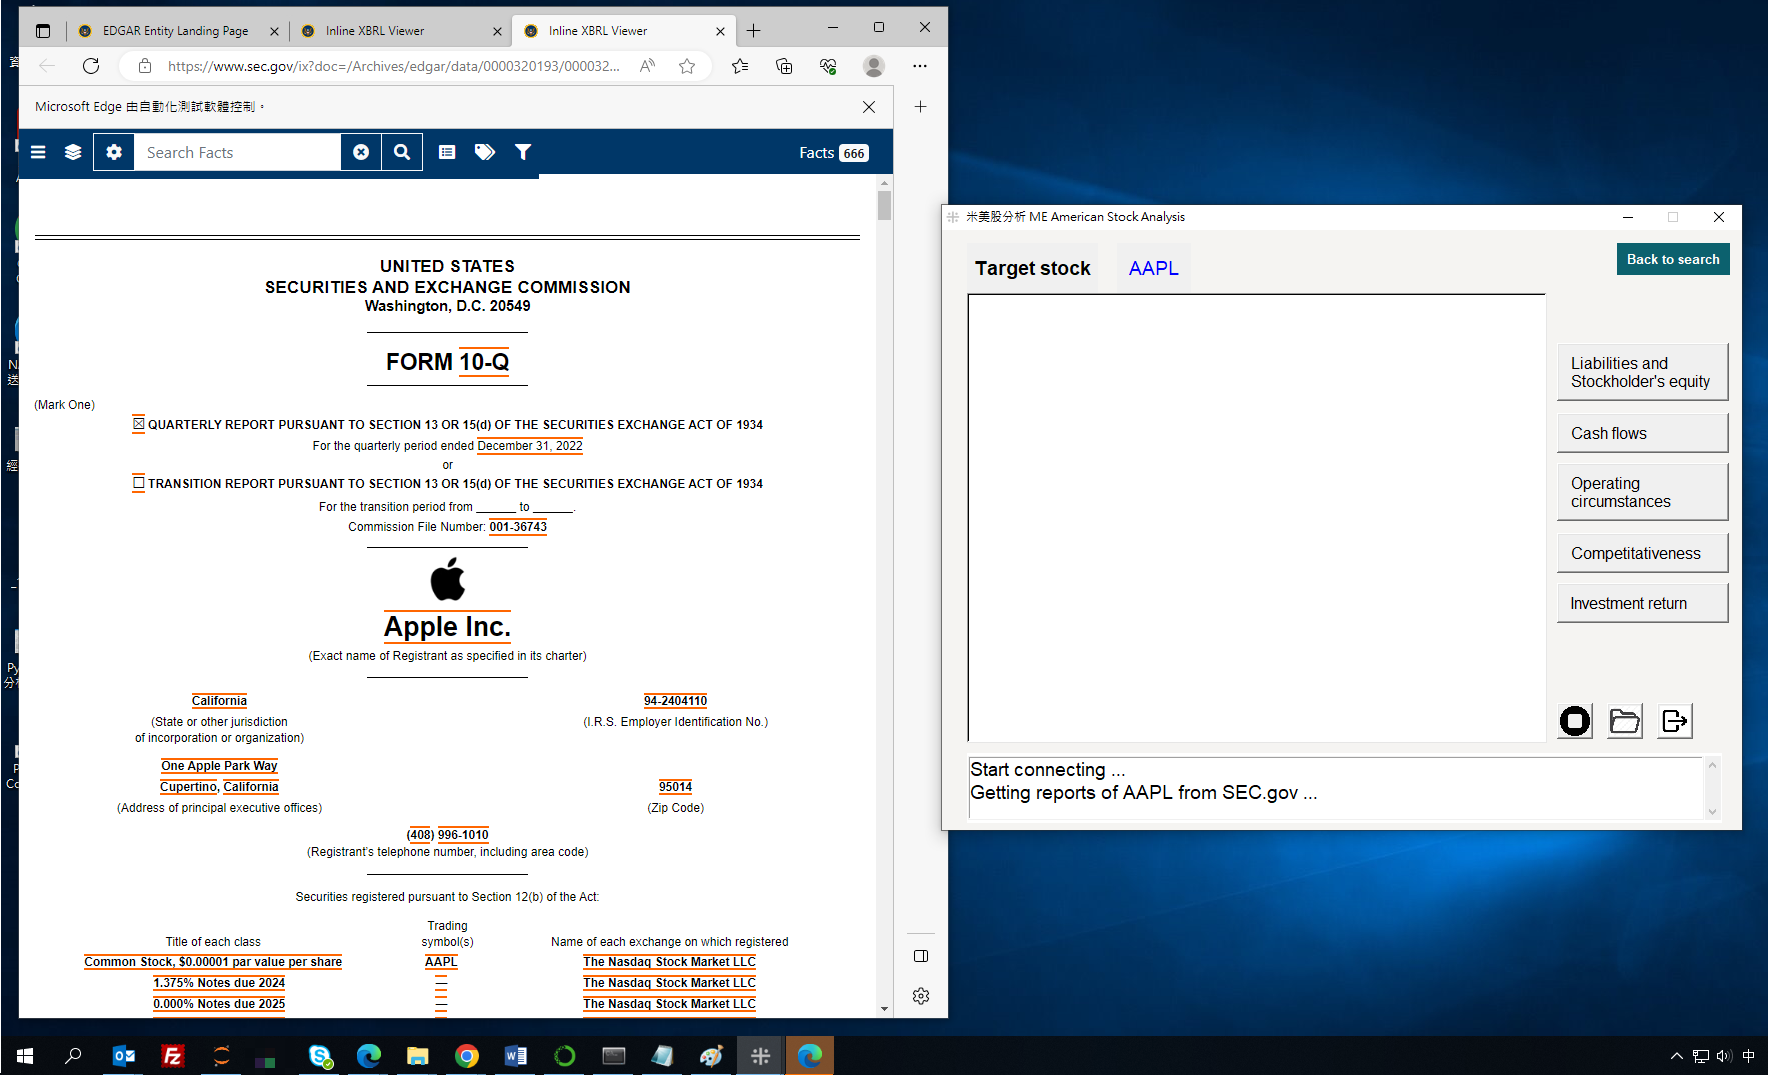 EDGAR Entity Landing Page
Inline XBRL Viewer
Inline XBRL Viewer
https://www.sec.gov/ix?doc=/Archives/edgar/data/0000320193/000032...
Microsoft Edge 由自動化測試軟體控制。
Search Facts
Facts 666
UNITED STATES
SECURITIES AND EXCHANGE COMMISSION
Washington, D.C. 20549
FORM 10-Q
(Mark One)
☒ QUARTERLY REPORT PURSUANT TO SECTION 13 OR 15(d) OF THE SECURITIES EXCHANGE ACT OF 1934
For the quarterly period ended December 31, 2022
or
☐ TRANSITION REPORT PURSUANT TO SECTION 13 OR 15(d) OF THE SECURITIES EXCHANGE ACT OF 1934
For the transition period from ______ to ______.
Commission File Number: 001-36743
Apple Inc.
(Exact name of Registrant as specified in its charter)
California 94-2404110
(State or other jurisdiction (I.R.S. Employer Identification No.)
of incorporation or organization)
One Apple Park Way
Cupertino, California 95014
(Address of principal executive offices) (Zip Code)
(408) 996-1010
(Registrant's telephone number, including area code)
Securities registered pursuant to Section 12(b) of the Act:
Trading
Title of each class symbol(s) Name of each exchange on which registered
Common Stock, $0.00001 par value per share AAPL The Nasdaq Stock Market LLC
1.375% Notes due 2024 — The Nasdaq Stock Market LLC
0.000% Notes due 2025 — The Nasdaq Stock Market LLC
米美股分析 ME American Stock Analysis
Target stock AAPL
Back to search
Liabilities and
Stockholder's equity
Cash flows
Operating
circumstances
Competitativeness
Investment return
Start connecting ...
Getting reports of AAPL from SEC.gov ...
中